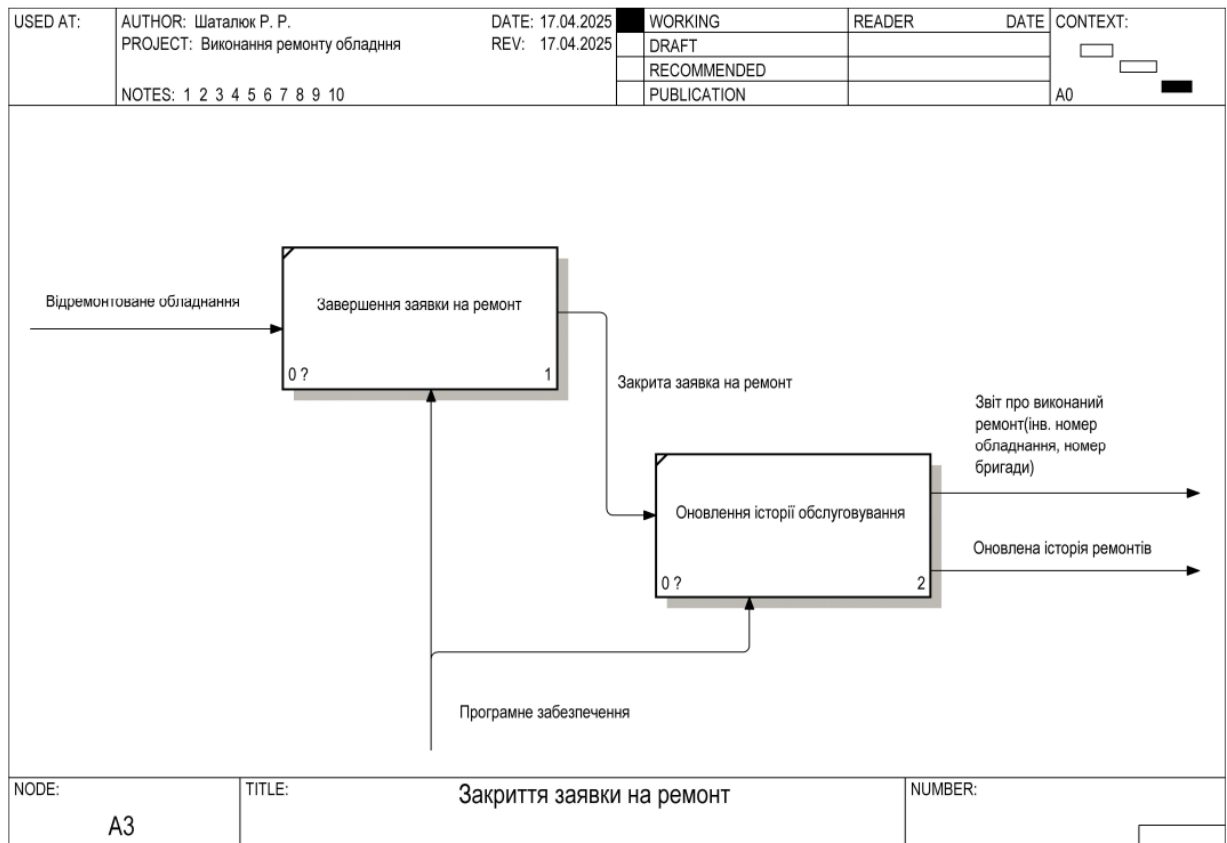 USED AT:
AUTHOR: Шаталюк Р. Р.
DATE: 17.04.2025
WORKING
READER
DATE
CONTEXT:
PROJECT: Виконання ремонту обладння
REV: 17.04.2025
DRAFT
RECOMMENDED
NOTES: 1 2 3 4 5 6 7 8 9 10
PUBLICATION
A0
Відремонтоване обладнання
Завершення заявки на ремонт
0 ?
1
Закрита заявка на ремонт
Звіт про виконаний
ремонт(інв. номер
обладнання, номер
бригади)
Оновлення історії обслуговування
Оновлена історія ремонтів
0 ?
2
Програмне забезпечення
NODE:
A3
TITLE:
Закриття заявки на ремонт
NUMBER: